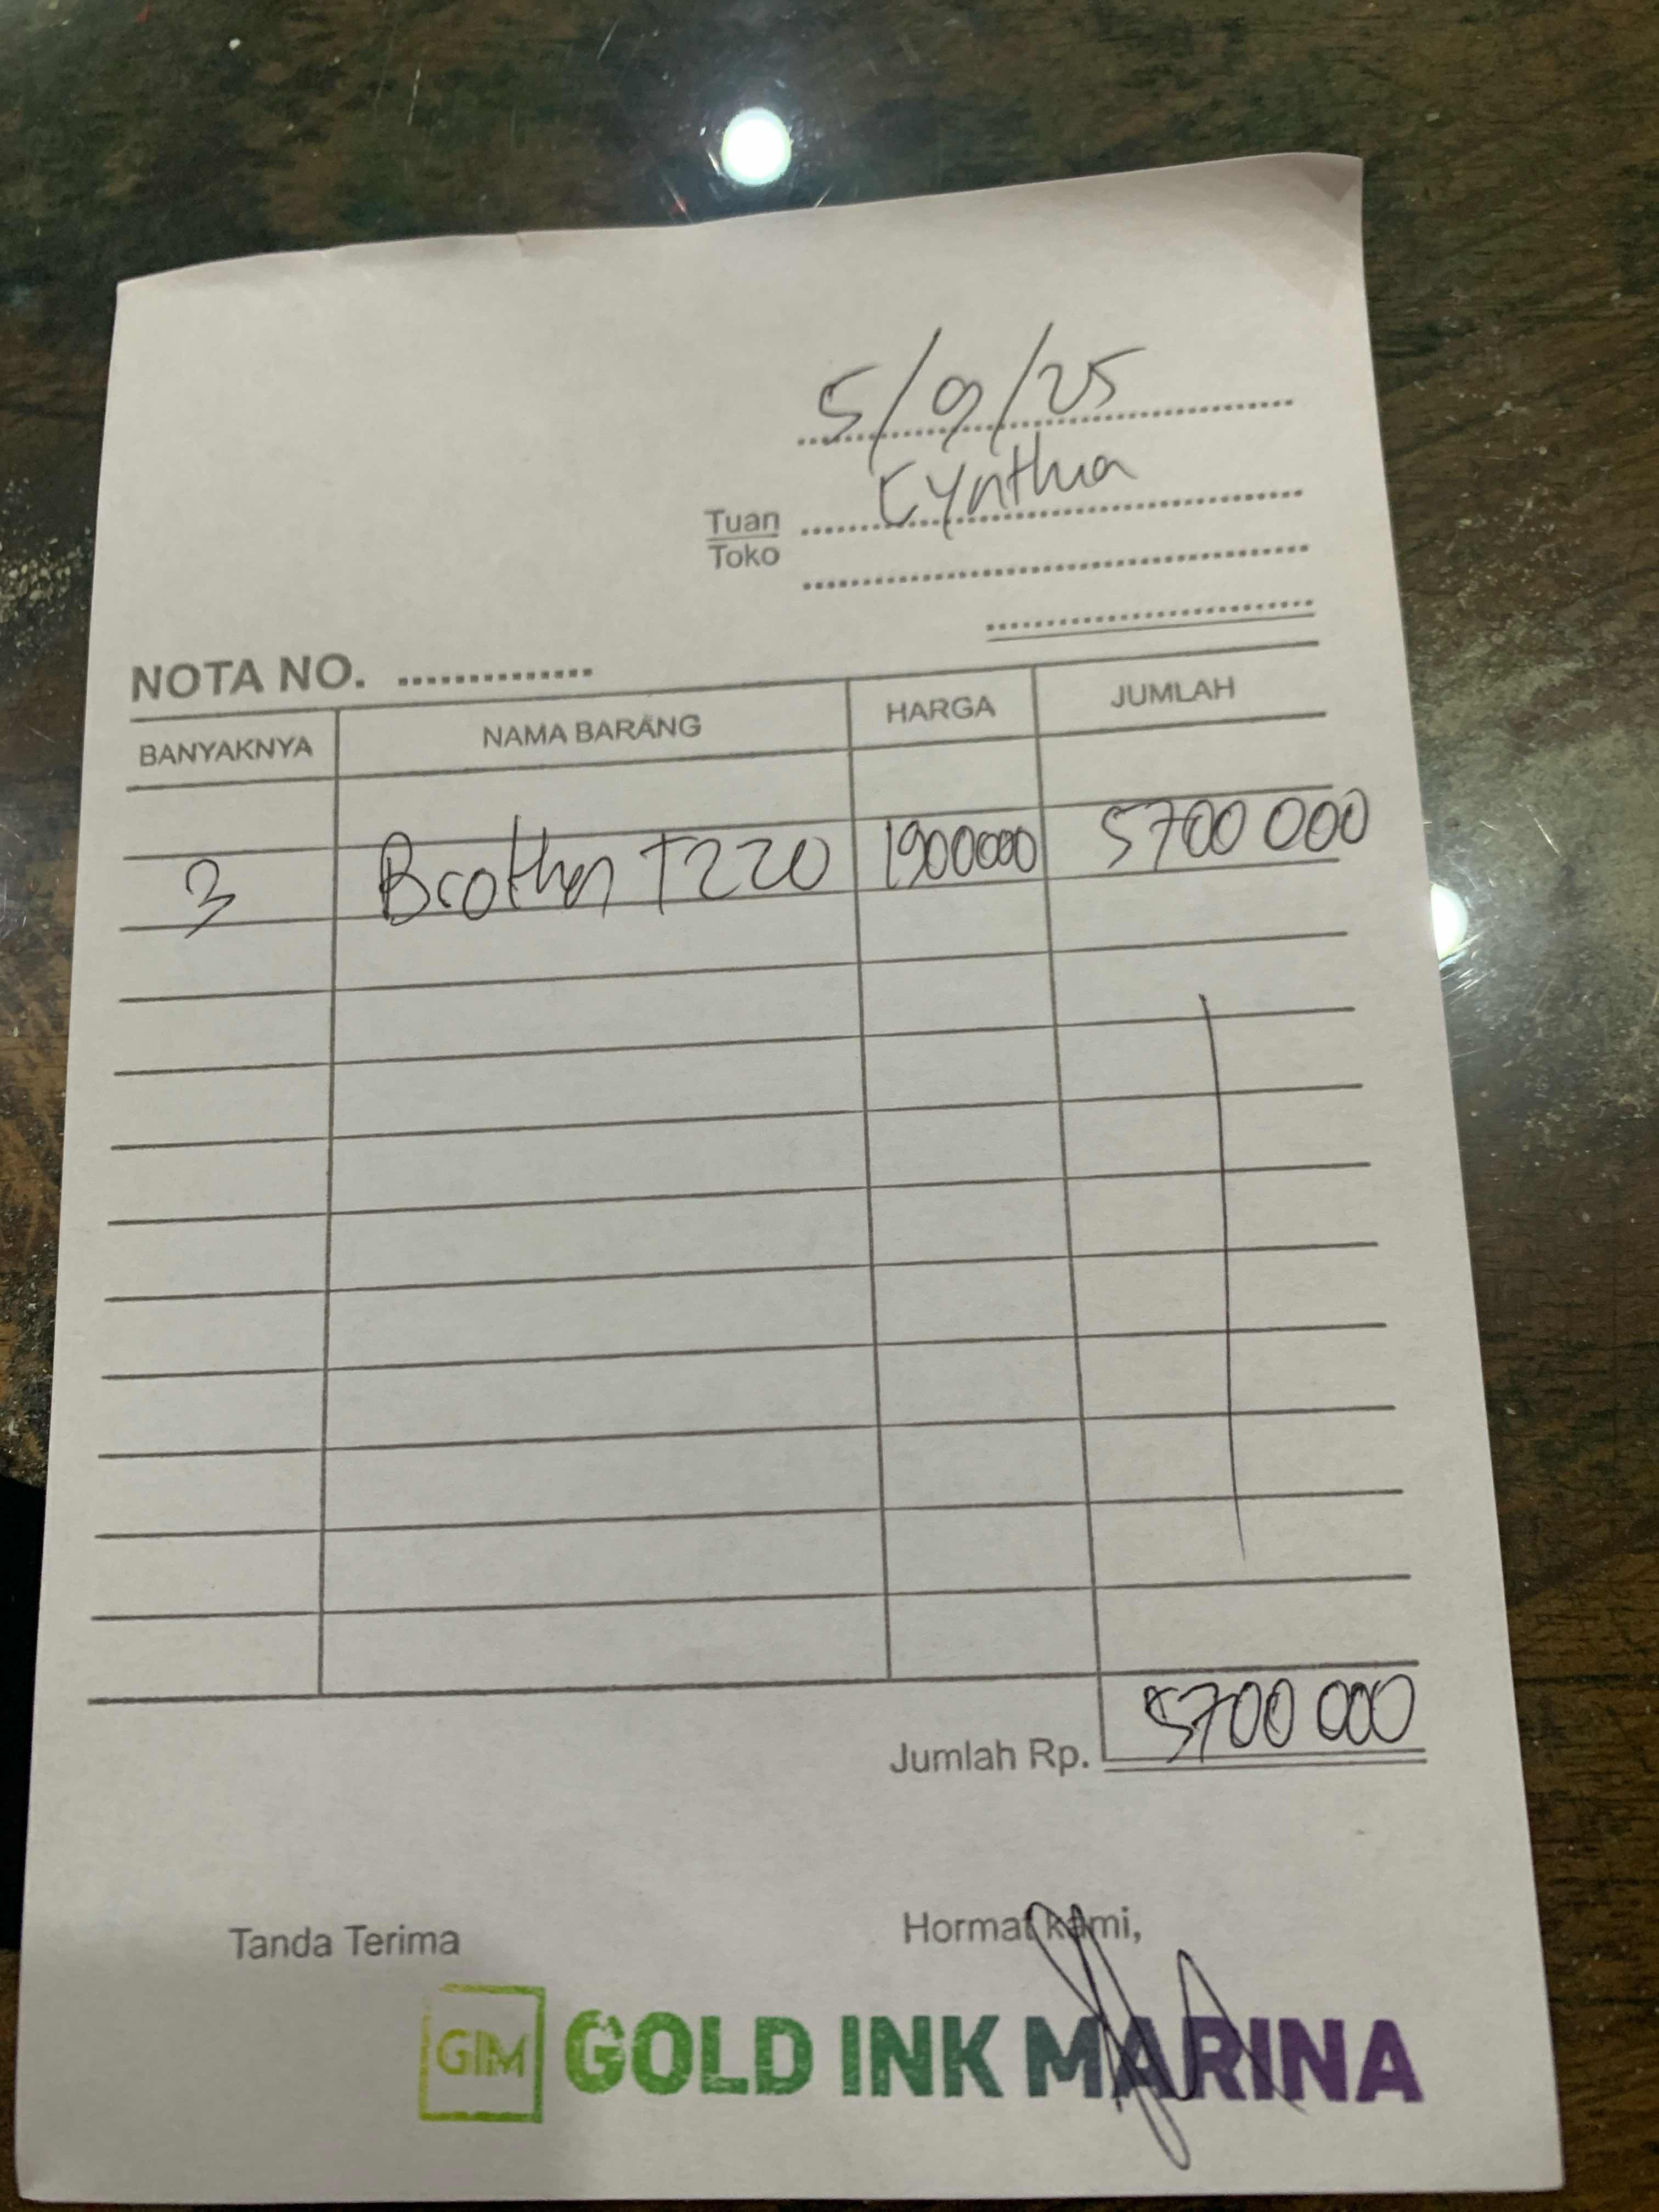 5/9/25
Tuan Cynthia
Toko
NOTA NO.
BANYAKNYA NAMA BARANG HARGA JUMLAH
3 Brother T220 1900000 5700 000
Jumlah Rp. 5700 000
Tanda Terima Hormat kami,
GIM GOLD INK MARINA